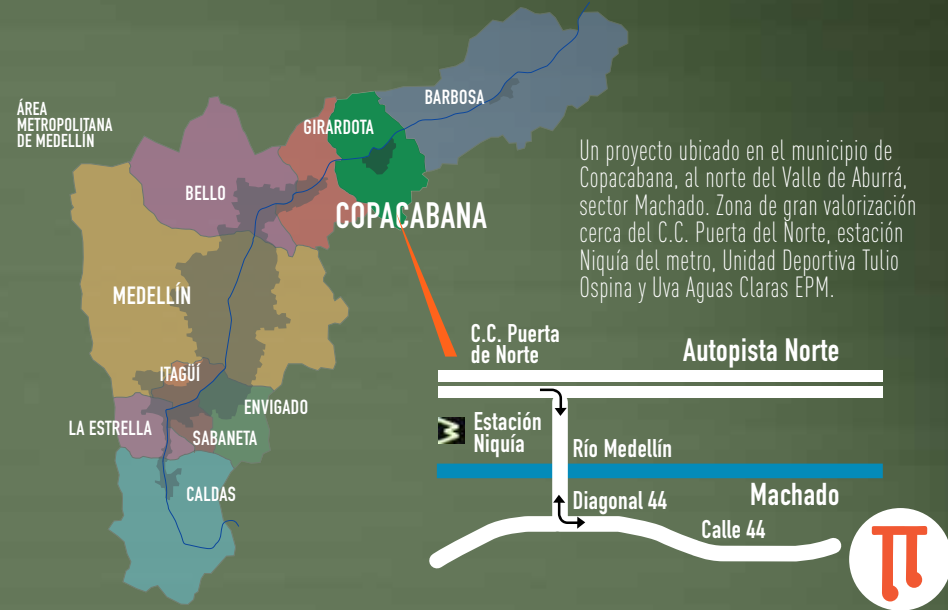 ÁREA
METROPOLITANA
DE MEDELLÍN
BARBOSA
GIRARDOTA
BELLO
COPACABANA
MEDELLÍN
ITAGÜÍ
ENVIGADO
LA ESTRELLA
SABANETA
CALDAS
Un proyecto ubicado en el municipio de
Copacabana, al norte del Valle de Aburrá,
sector Machado. Zona de gran valorización
cerca del C.C. Puerta del Norte, estación
Niquía del metro, Unidad Deportiva Tulio
Ospina y Uva Aguas Claras EPM.
C.C. Puerta
de Norte
Autopista Norte
Estación
Niquía
Río Medellín
Machado
Diagonal 44
Calle 44